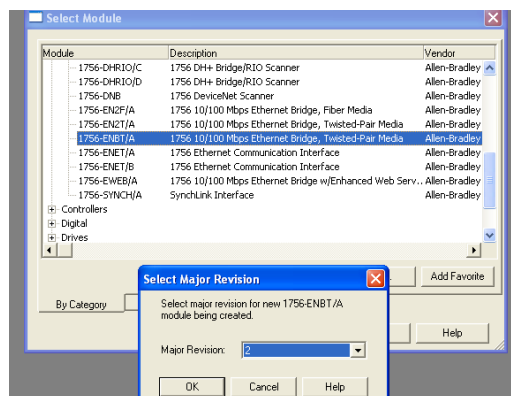 Select Module
Module Description Vendor
1756-DHRIO/C 1756 DH+ Bridge/RIO Scanner Allen-Bradley
1756-DHRIO/D 1756 DH+ Bridge/RIO Scanner Allen-Bradley
1756-DNB 1756 DeviceNet Scanner Allen-Bradley
1756-EN2F/A 1756 10/100 Mbps Ethernet Bridge, Fiber Media Allen-Bradley
1756-EN2T/A 1756 10/100 Mbps Ethernet Bridge, Twisted-Pair Media Allen-Bradley
1756-ENBT/A 1756 10/100 Mbps Ethernet Bridge, Twisted-Pair Media Allen-Bradley
1756-ENET/A 1756 Ethernet Communication Interface Allen-Bradley
1756-ENET/B 1756 Ethernet Communication Interface Allen-Bradley
1756-EWEB/A 1756 10/100 Mbps Ethernet Bridge w/Enhanced Web Serv.. Allen-Bradley
1756-SYNCH/A SynchLink Interface Allen-Bradley
Controllers
Digital
Drives
Add Favorite
By Category
Help
Select Major Revision
Select major revision for new 1756-ENBT/A
module being created.
Major Revision: 2
OK Cancel Help